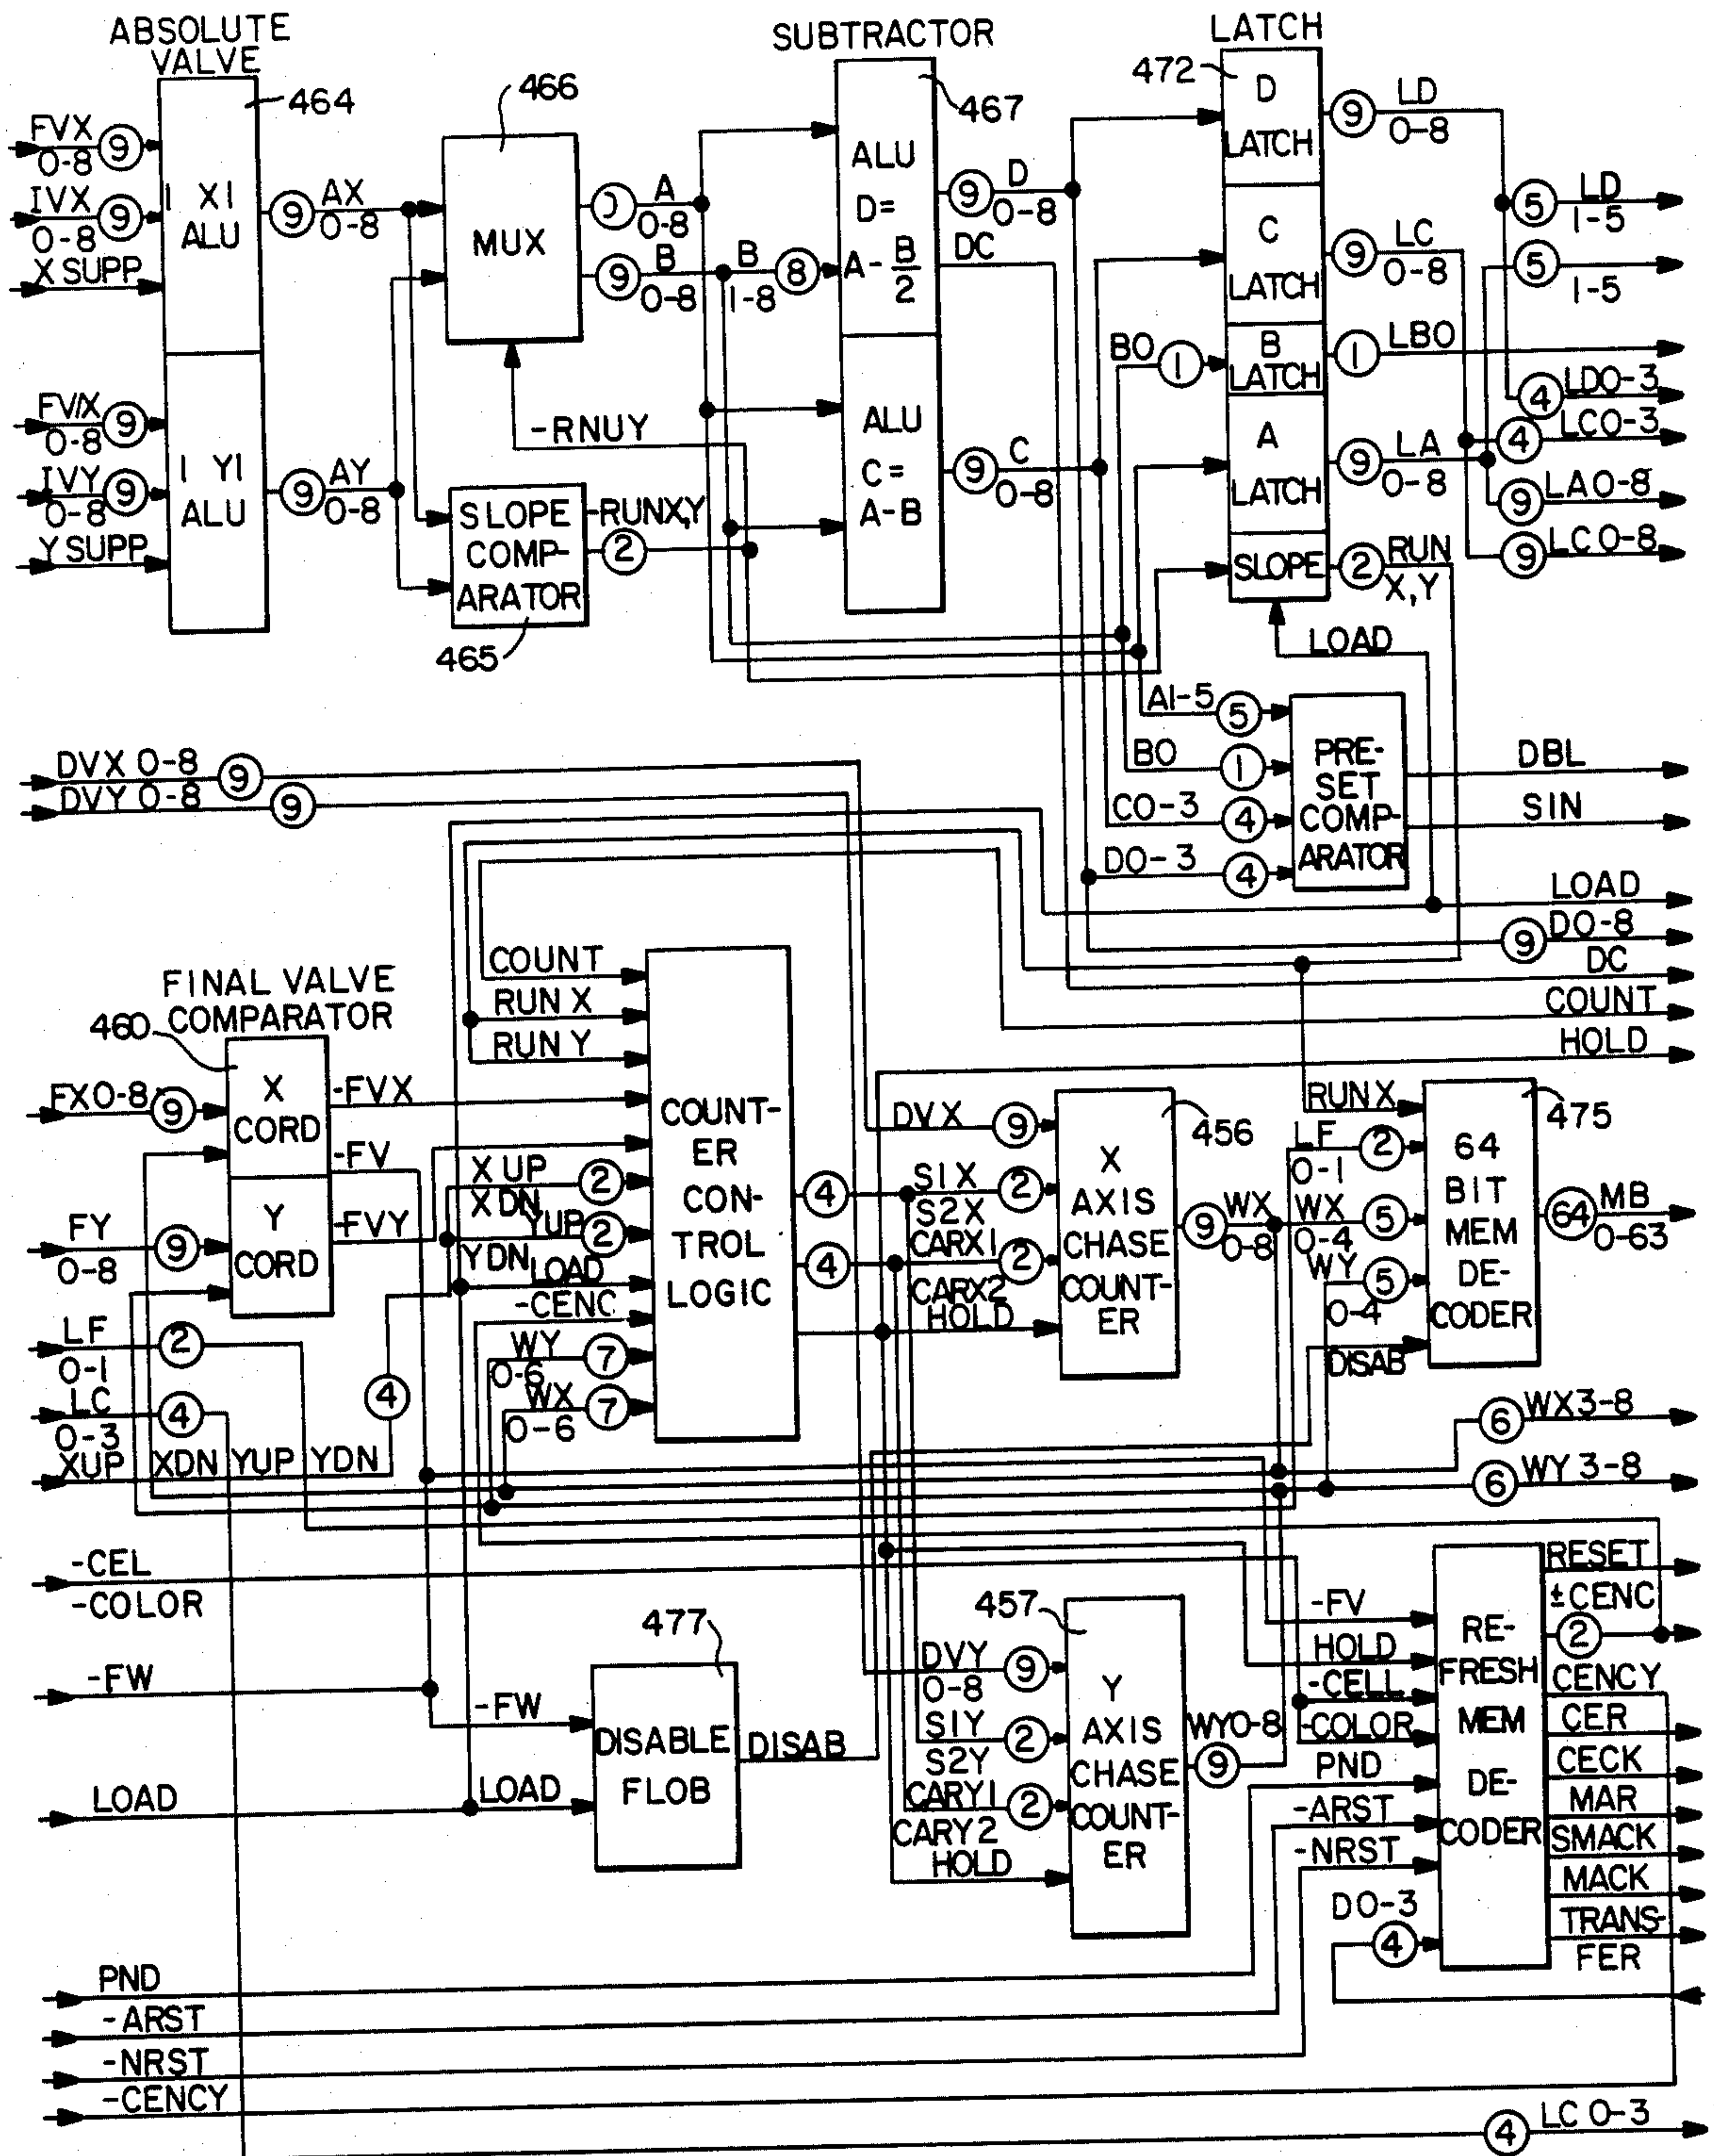 ABSOLUTE
VALVE
464
FVX
0-8
9
IVX
0-8
9
X SUPP
| X|
ALU
9
AX
0-8
FV/X
0-8
9
IVY
0-8
9
Y SUPP
| Y|
ALU
9
AY
0-8
466
MUX
A
0-8
9
B
0-8
B
1-8
8
-RNUY
SLOPE
COMP-
ARATOR
465
-RUNX,Y
2
SUBTRACTOR
467
ALU
D=
A- B
2
ALU
C=
A-B
9
D
0-8
DC
9
C
0-8
LATCH
472
D
LATCH
C
LATCH
B
LATCH
A
LATCH
SLOPE
BO
1
9
LD
0-8
9
LC
0-8
1
LBO
9
LA
0-8
2
RUN
X,Y
LOAD
5
LD
1-5
5
1-5
4
LDO-3
4
LCO-3
9
LAO-8
9
LCO-8
A1-5
5
BO
1
CO-3
4
DO-3
4
PRE-
SET
COMP-
ARATOR
DBL
SIN
LOAD
9
DO-8
DC
COUNT
HOLD
DVX 0-8
9
DVY 0-8
9
FINAL VALVE
COMPARATOR
460
X
CORD
Y
CORD
FXO-8
9
FY
0-8
9
-FVX
-FV
-FVY
LF
0-1
2
LC
0-3
4
XUP XDN YUP YDN
4
COUNT
RUN X
RUN Y
X UP
XDN
2
YUP
YDN
2
LOAD
-CENC
WY
0-6
7
WX
0-6
7
COUNT-
ER
CON-
TROL
LOGIC
4
4
DVX
9
S1X
S2X
2
CARX1
CARX2
2
HOLD
456
X
AXIS
CHASE
COUNT-
ER
9
WX
0-8
RUNX
LF
0-1
2
WX
0-4
5
WY
0-4
5
DISAB
475
64
BIT
MEM
DE-
CODER
64
MB
0-63
6
WX3-8
6
WY3-8
-CEL
-COLOR
-FW
LOAD
477
-FW
LOAD
DISABLE
FLOB
DISAB
457
DVY
0-8
9
S1Y
S2Y
2
CARY1
CARY2
2
HOLD
Y
AXIS
CHASE
COUNT-
ER
WYO-8
9
-FV
HOLD
-CELL
-COLOR
PND
-ARST
-NRST
DO-3
4
RE-
FRESH
MEM
DE-
CODER
RESET
±CENC
2
CENCY
CER
CECK
MAR
SMACK
MACK
TRANS-
FER
PND
-ARST
-NRST
-CENCY
4
LC O-3